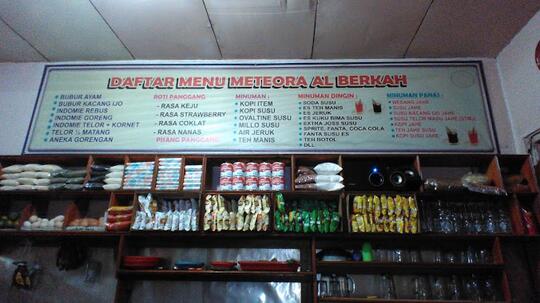 DAFTAR MENU METEORA AL BERKAH
BUBUR AYAM
BUBUR KACANG IJO
INDOMIE REBUS
INDOMIE GORENG
INDOMIE TELOR + KORNET
TELOR ½ MATANG
ANEKA GORENGAN
ROTI PANGGANG
- RASA KEJU
- RASA STRAWBERRY
- RASA COKLAT
- RASA NANAS
PISANG PANGGANG
MINUMAN :
KOPI ITEM
KOPI SUSU
OVALTINE SUSU
MILLO SUSU
AIR JERUK
TEH MANIS
MINUMAN DINGIN :
SODA SUSU
ES TEH MANIS
ES JERUK
ES KUKU BIMA SUSU
EXTRA JOSS SUSU
SPRITE, FANTA, COCA COLA
FANTA SUSU ES
TEH BOTOL
DLL
MINUMAN PANAS :
WEDANG JAHE
SUSU JAHE
SUSU KACANG IJO JAHE
SUSU TELOR MADU JAHE (STMJ)
KOPI JAHE
TEH JAHE SUSU
KOPI SUSU JAHE